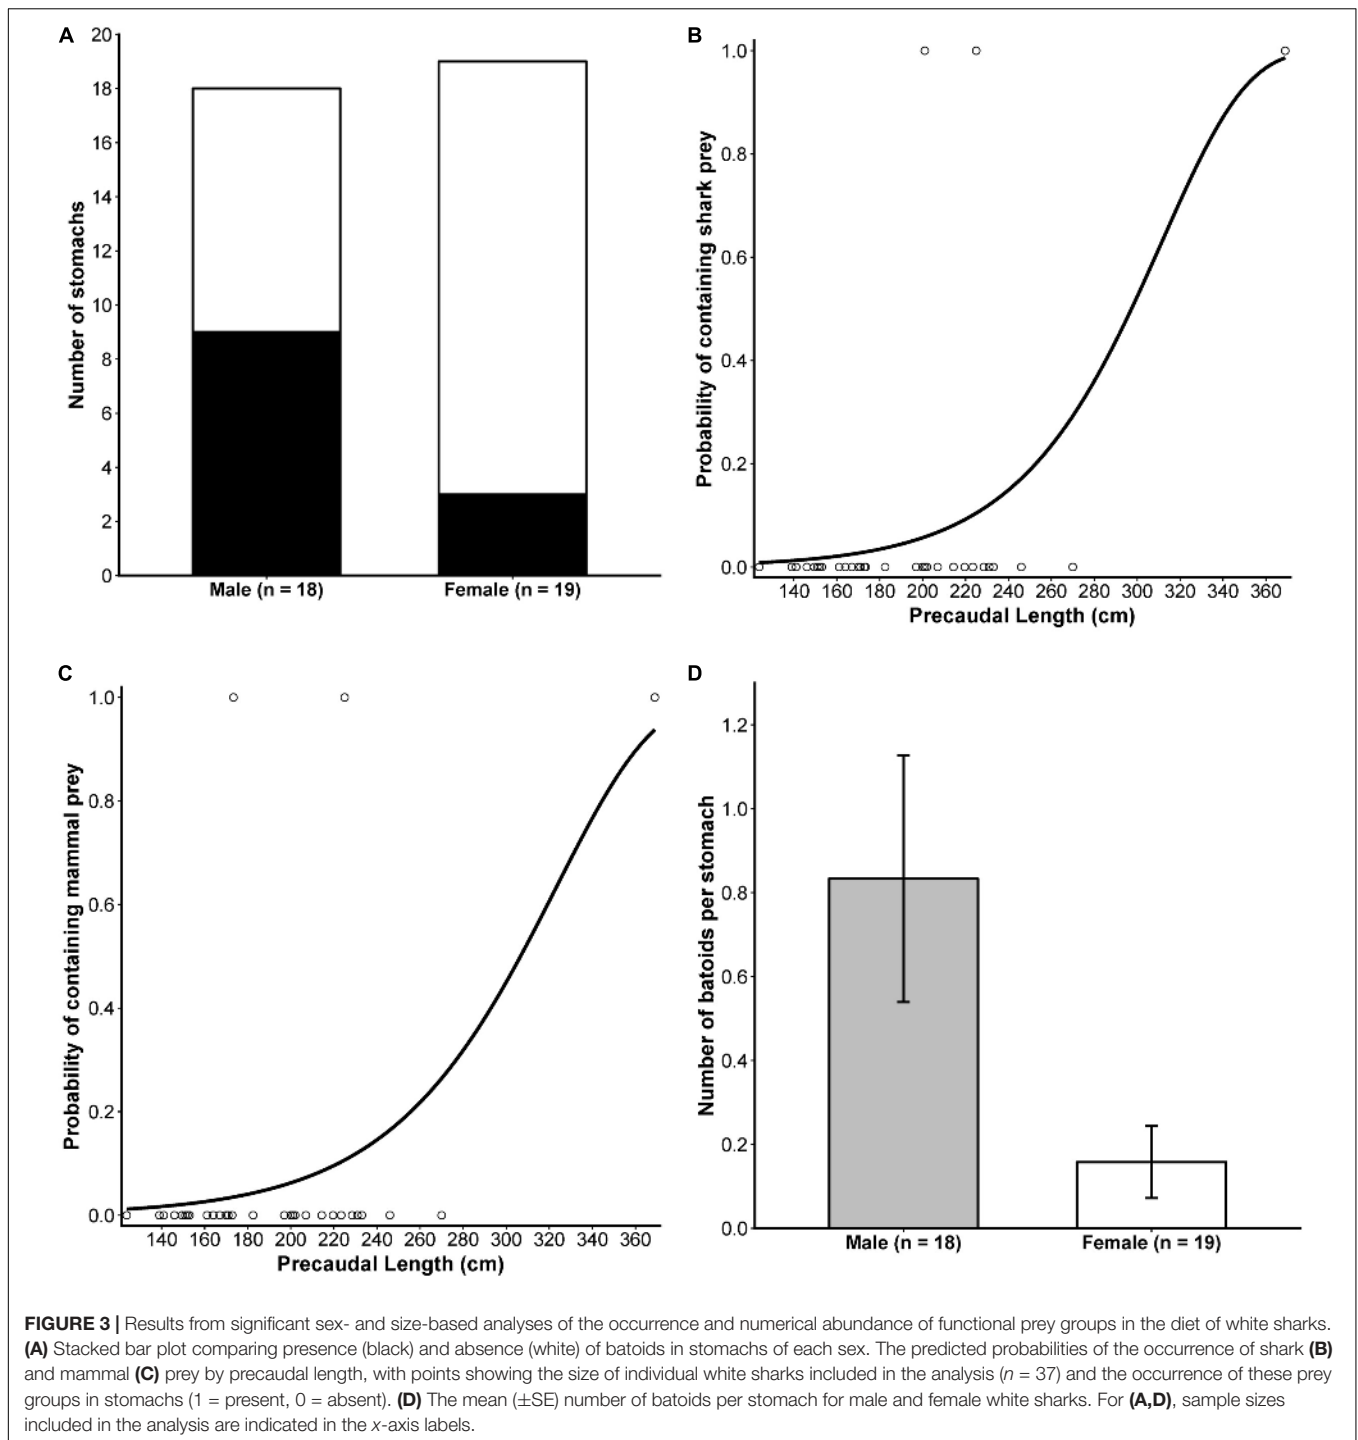 A
20
18
16
14
12
10
8
6
4
2
0
Number of stomachs
Male (n = 18)
Female (n = 19)
B
1.0
0.8
0.6
0.4
0.2
0.0
Probability of containing shark prey
140 160 180 200 220 240 260 280 300 320 340 360
Precaudal Length (cm)
C
1.0
0.8
0.6
0.4
0.2
0.0
Probability of containing mammal prey
140 160 180 200 220 240 260 280 300 320 340 360
Precaudal Length (cm)
D
1.2
1.0
0.8
0.6
0.4
0.2
0.0
Number of batoids per stomach
Male (n = 18)
Female (n = 19)
FIGURE 3 | Results from significant sex- and size-based analyses of the occurrence and numerical abundance of functional prey groups in the diet of white sharks.
(A) Stacked bar plot comparing presence (black) and absence (white) of batoids in stomachs of each sex. The predicted probabilities of the occurrence of shark (B)
and mammal (C) prey by precaudal length, with points showing the size of individual white sharks included in the analysis (n = 37) and the occurrence of these prey
groups in stomachs (1 = present, 0 = absent). (D) The mean (±SE) number of batoids per stomach for male and female white sharks. For (A,D), sample sizes
included in the analysis are indicated in the x-axis labels.